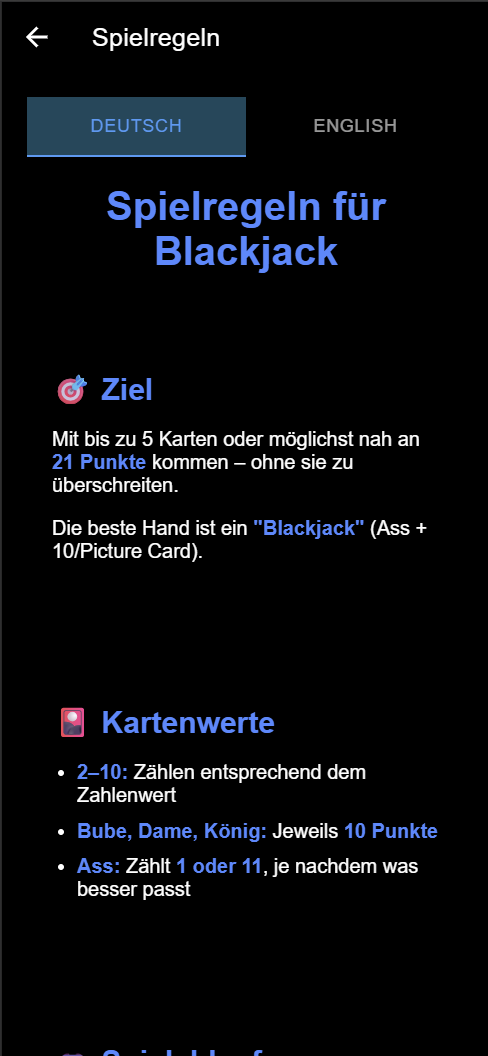 Spielregeln
DEUTSCH
ENGLISH
Spielregeln für
Blackjack
Ziel
Mit bis zu 5 Karten oder möglichst nah an
21 Punkte kommen – ohne sie zu
überschreiten.
Die beste Hand ist ein "Blackjack" (Ass +
10/Picture Card).
Kartenwerte
2–10: Zählen entsprechend dem
Zahlenwert
Bube, Dame, König: Jeweils 10 Punkte
Ass: Zählt 1 oder 11, je nachdem was
besser passt